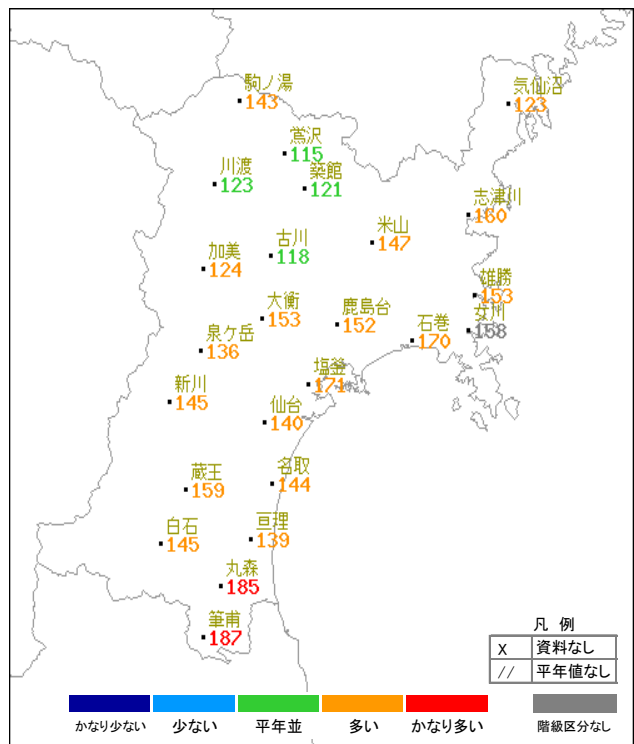 駒ノ湯
143
気仙沼
123
鴬沢
115
川渡
123
築館
121
志津川
160
米山
147
古川
118
加美
124
雄勝
153
大衡
153
鹿島台
152
石巻
170
女川
158
泉ケ岳
136
塩釜
171
新川
145
仙台
140
名取
144
蔵王
159
亘理
139
白石
145
丸森
185
筆甫
187
凡 例
X 資料なし
// 平年値なし
かなり少ない 少ない 平年並 多い かなり多い 階級区分なし